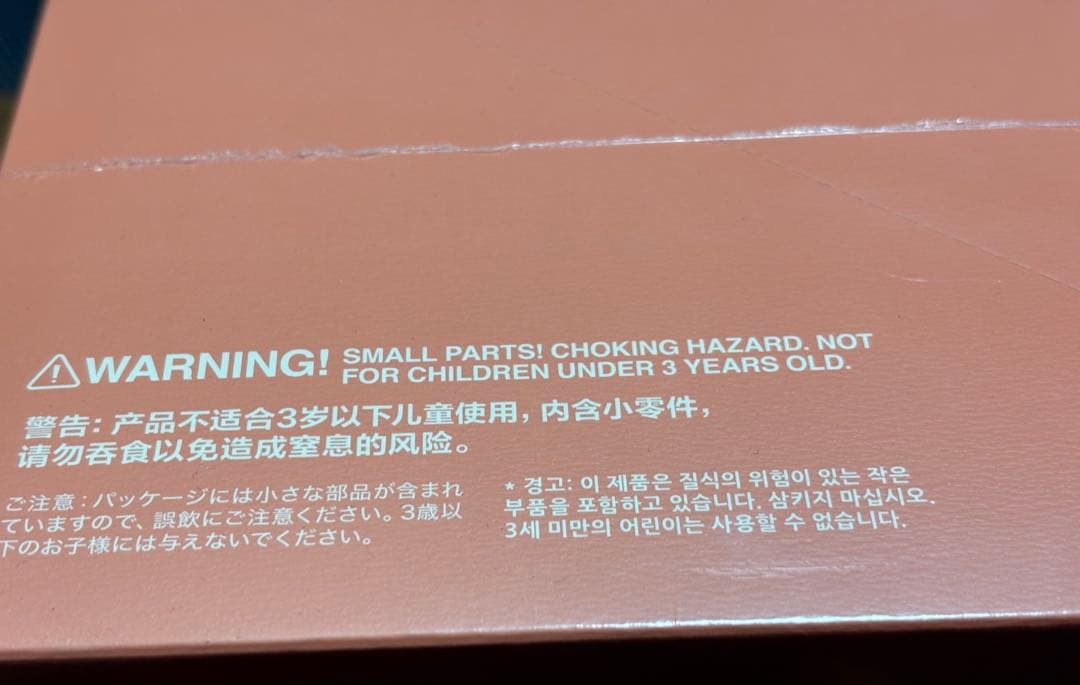 WARNING! SMALL PARTS! CHOKING HAZARD. NOT
FOR CHILDREN UNDER 3 YEARS OLD.
警告: 产品不适合3岁以下儿童使用, 内含小零件,
请勿吞食以免造成窒息的风险。
ご注意 : パッケージには小さな部品が含まれ
ていますので、誤飲にご注意ください。3歳以
下のお子様には与えないでください。
* 경고: 이 제품은 질식의 위험이 있는 작은
부품을 포함하고 있습니다. 삼키지 마십시오.
3세 미만의 어린이는 사용할 수 없습니다.